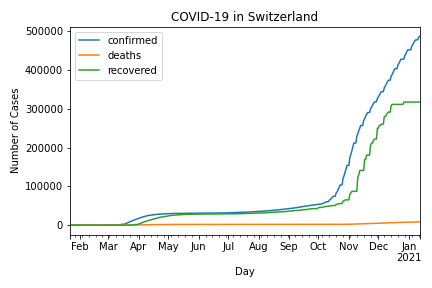 COVID-19 in Switzerland
500000
400000
300000
200000
100000
0
Number of Cases
confirmed
deaths
recovered
Feb Mar Apr May Jun Jul Aug Sep Oct Nov Dec Jan
2021
Day